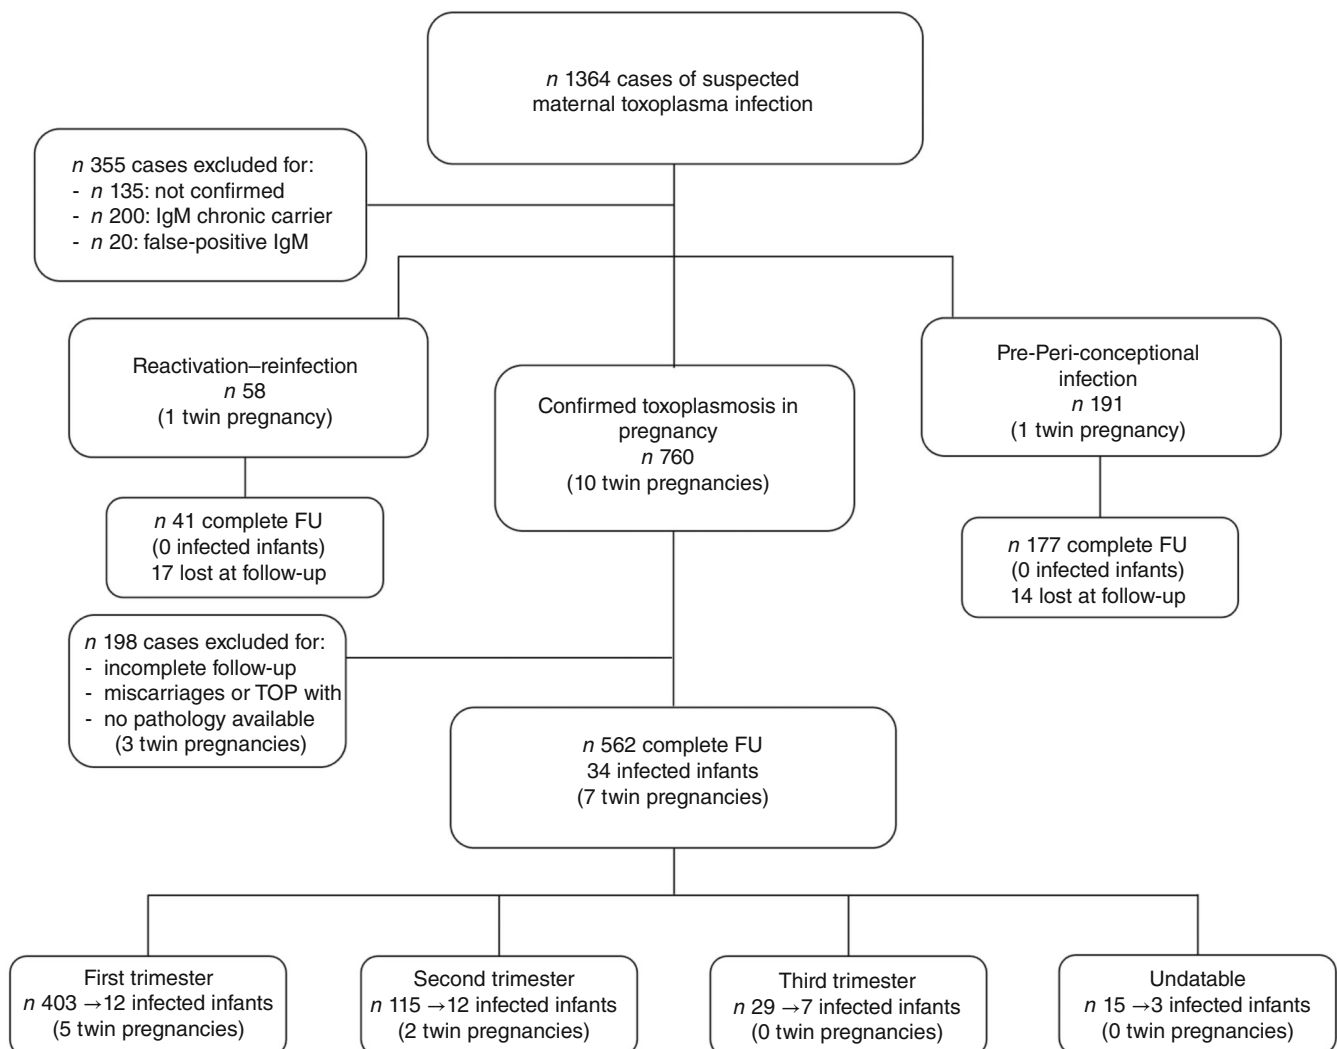 n 1364 cases of suspected
maternal toxoplasma infection
n 355 cases excluded for:
- n 135: not confirmed
- n 200: IgM chronic carrier
- n 20: false-positive IgM
Reactivation–reinfection
n 58
(1 twin pregnancy)
Confirmed toxoplasmosis in
pregnancy
n 760
(10 twin pregnancies)
Pre-Peri-conceptional
infection
n 191
(1 twin pregnancy)
n 41 complete FU
(0 infected infants)
17 lost at follow-up
n 177 complete FU
(0 infected infants)
14 lost at follow-up
n 198 cases excluded for:
- incomplete follow-up
- miscarriages or TOP with
- no pathology available
(3 twin pregnancies)
n 562 complete FU
34 infected infants
(7 twin pregnancies)
First trimester
n 403 →12 infected infants
(5 twin pregnancies)
Second trimester
n 115 →12 infected infants
(2 twin pregnancies)
Third trimester
n 29 →7 infected infants
(0 twin pregnancies)
Undatable
n 15 →3 infected infants
(0 twin pregnancies)